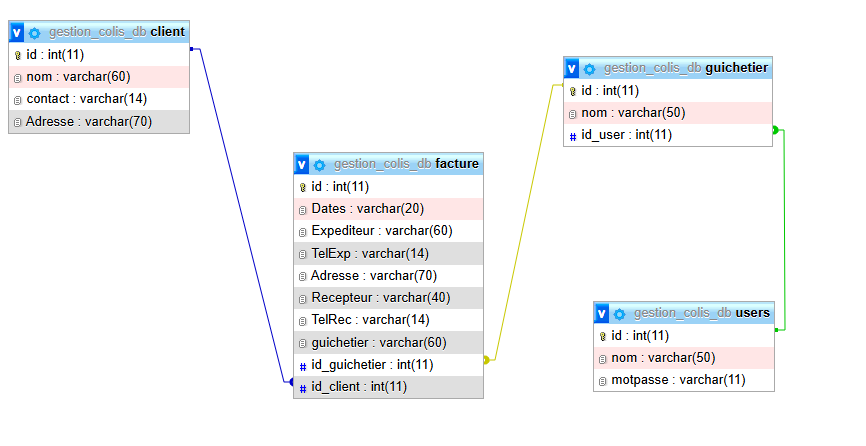 v gestion_colis_db client
id : int(11)
nom : varchar(60)
contact : varchar(14)
Adresse : varchar(70)
v gestion_colis_db guichetier
id : int(11)
nom : varchar(50)
# id_user : int(11)
v gestion_colis_db facture
id : int(11)
Dates : varchar(20)
Expediteur : varchar(60)
TelExp : varchar(14)
Adresse : varchar(70)
Recepteur : varchar(40)
TelRec : varchar(14)
guichetier : varchar(60)
# id_guichetier : int(11)
# id_client : int(11)
v gestion_colis_db users
id : int(11)
nom : varchar(50)
motpasse : varchar(11)